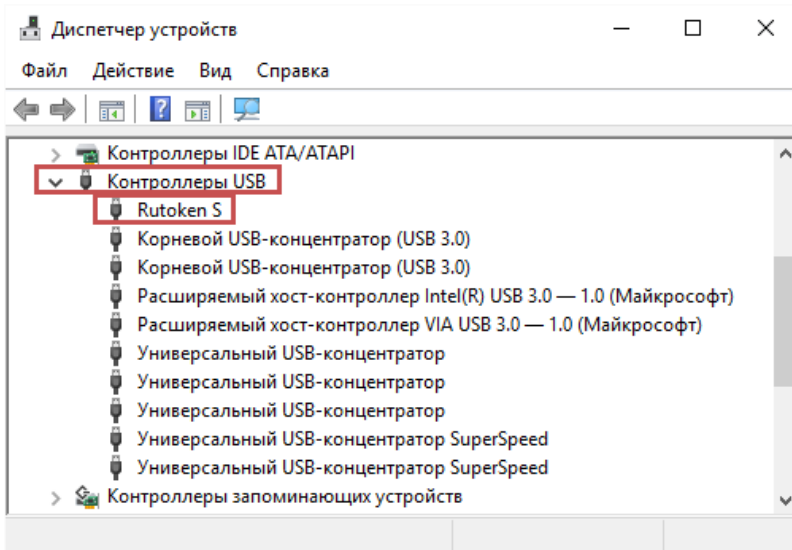 Диспетчер устройств
Файл Действие Вид Справка
Контроллеры IDE ATA/ATAPI
Контроллеры USB
Rutoken S
Корневой USB-концентратор (USB 3.0)
Корневой USB-концентратор (USB 3.0)
Расширяемый хост-контроллер Intel(R) USB 3.0 — 1.0 (Майкрософт)
Расширяемый хост-контроллер VIA USB 3.0 — 1.0 (Майкрософт)
Универсальный USB-концентратор
Универсальный USB-концентратор
Универсальный USB-концентратор
Универсальный USB-концентратор SuperSpeed
Универсальный USB-концентратор SuperSpeed
Контроллеры запоминающих устройств